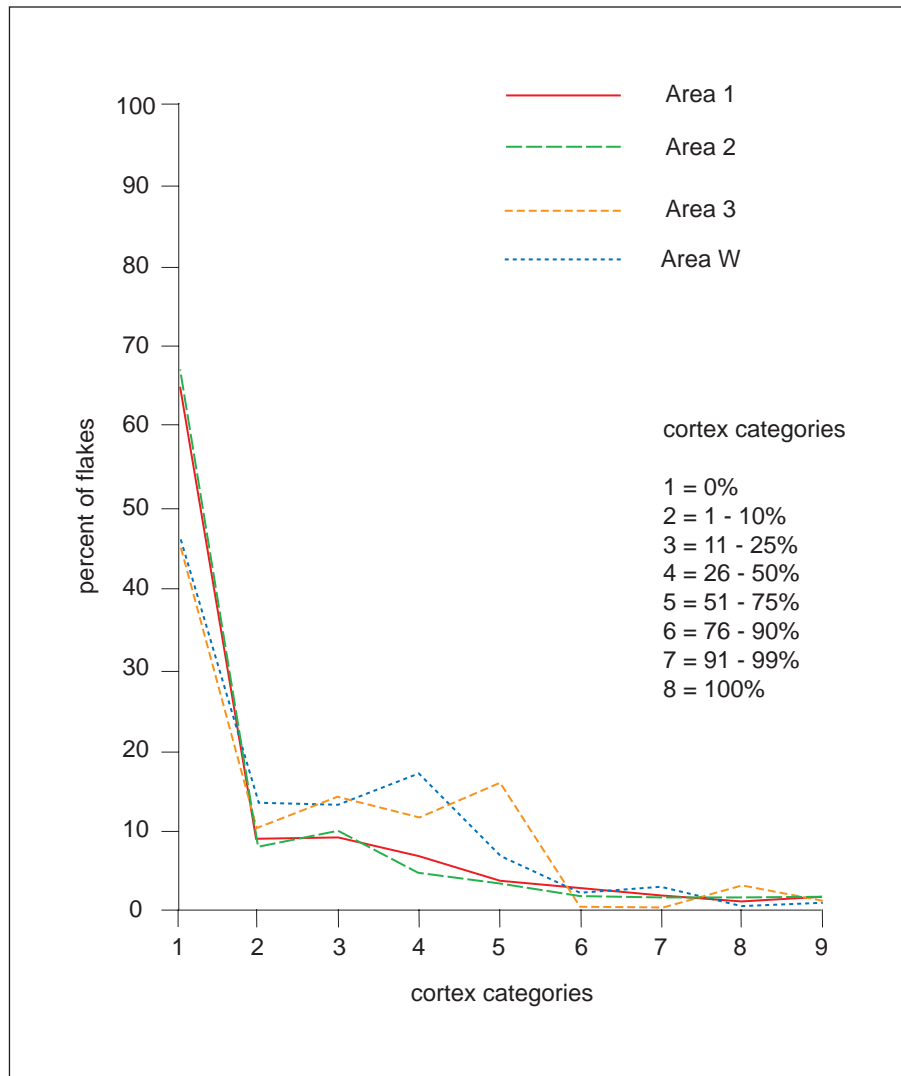 Area 1
Area 2
Area 3
Area W
100
90
80
70
60
50
40
30
20
10
0
percent of flakes
cortex categories
1 = 0%
2 = 1 - 10%
3 = 11 - 25%
4 = 26 - 50%
5 = 51 - 75%
6 = 76 - 90%
7 = 91 - 99%
8 = 100%
1 2 3 4 5 6 7 8 9
cortex categories